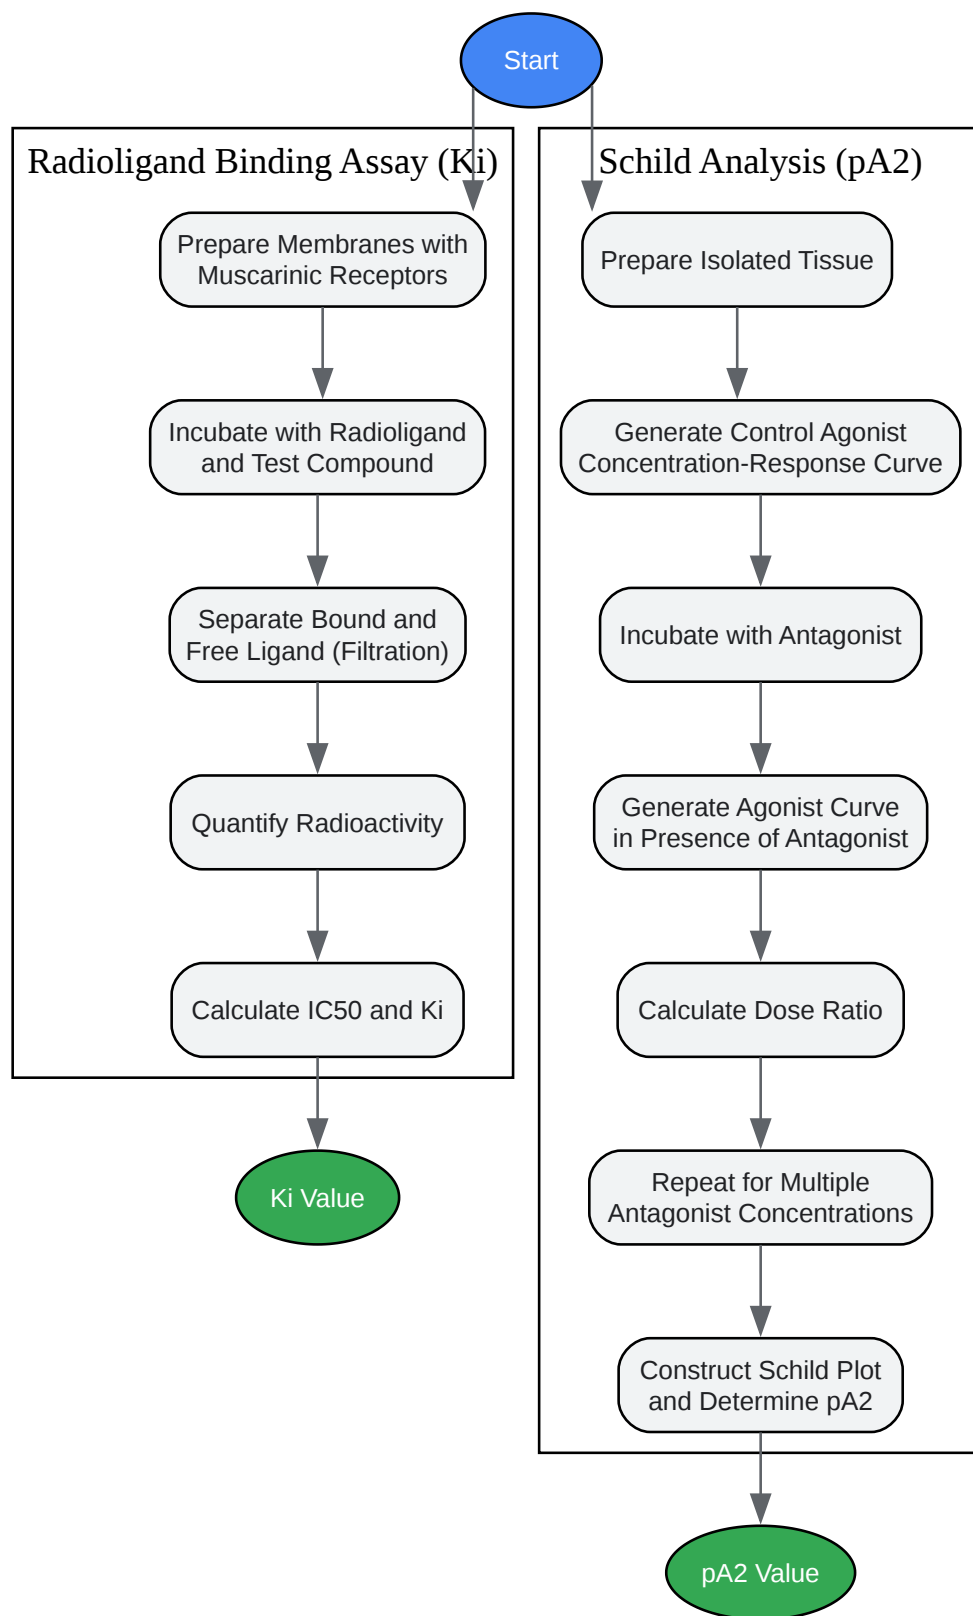 Start
Radioligand Binding Assay (Ki)
Prepare Membranes with
Muscarinic Receptors
Incubate with Radioligand
and Test Compound
Separate Bound and
Free Ligand (Filtration)
Quantify Radioactivity
Calculate IC50 and Ki
Ki Value
Schild Analysis (pA2)
Prepare Isolated Tissue
Generate Control Agonist
Concentration-Response Curve
Incubate with Antagonist
Generate Agonist Curve
in Presence of Antagonist
Calculate Dose Ratio
Repeat for Multiple
Antagonist Concentrations
Construct Schild Plot
and Determine pA2
pA2 Value